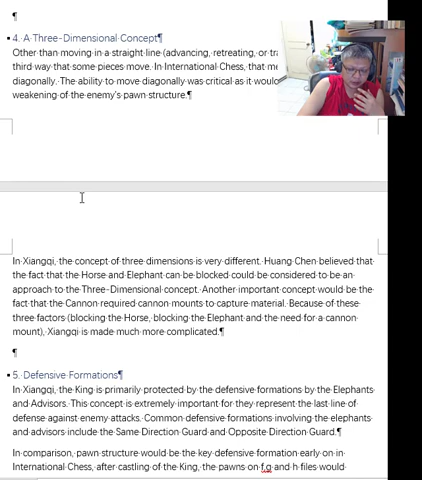 4. A Three-Dimensional Concept
Other than moving in a straight line (advancing, retreating, or
third way that some pieces move. In International Chess, that
diagonally. The ability to move diagonally was critical as it would
weakening of the enemy's pawn structure.
In Xiangqi, the concept of three dimensions is very different. Huang Chen believed that
the fact that the Horse and Elephant can be blocked could be considered to be an
approach to the Three-Dimensional concept. Another important concept would be the
fact that the Cannon required cannon mounts to capture material. Because of these
three factors (blocking the Horse, blocking the Elephant and the need for a cannon
mount), Xiangqi is made much more complicated.
5. Defensive Formations
In Xiangqi, the King is primarily protected by the defensive formations by the Elephants
and Advisors. This concept is extremely important for they represent the last line of
defense against enemy attacks. Common defensive formations involving the elephants
and advisors include the Same Direction Guard and Opposite Direction Guard.
In comparison, pawn structure would be the key defensive formation early on in
International Chess, after castling of the King, the pawns on f,g and h files would